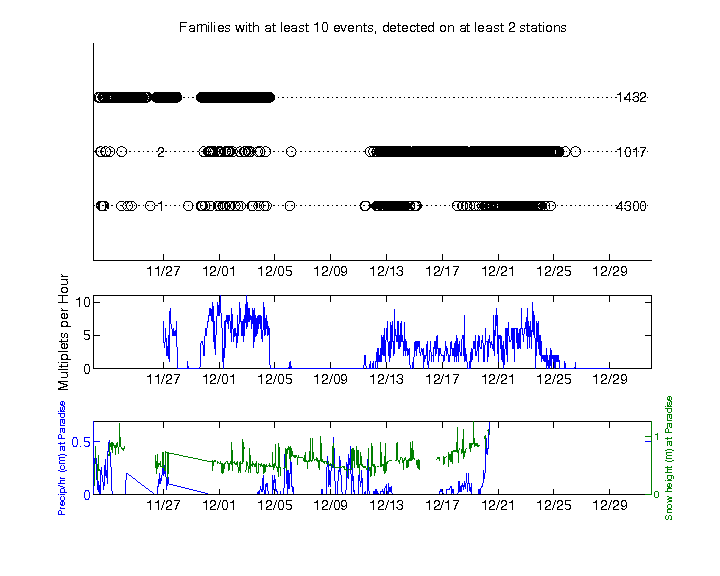 Families with at least 10 events, detected on at least 2 stations
1432
2 1017
1 4300
11/27 12/01 12/05 12/09 12/13 12/17 12/21 12/25 12/29
Multiplets per Hour
10
5
0
11/27 12/01 12/05 12/09 12/13 12/17 12/21 12/25 12/29
Precip/hr (cm) at Paradise
0.5
0
Snow height (m) at Paradise
1
0
11/27 12/01 12/05 12/09 12/13 12/17 12/21 12/25 12/29